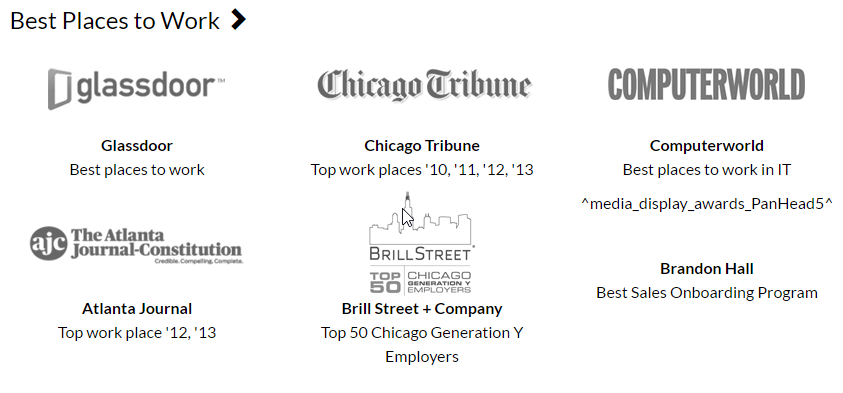 Best Places to Work
glassdoor™
Chicago Tribune
COMPUTERWORLD
Glassdoor
Best places to work
Chicago Tribune
Top work places '10, '11, '12, '13
Computerworld
Best places to work in IT
ajc The Atlanta
Journal-Constitution
Credible. Compelling. Complete.
Atlanta Journal
Top work place '12, '13
BRILLSTREET
TOP 50
CHICAGO
GENERATION Y
EMPLOYERS
Brill Street + Company
Top 50 Chicago Generation Y
Employers
^media_display_awards_PanHead5^
Brandon Hall
Best Sales Onboarding Program